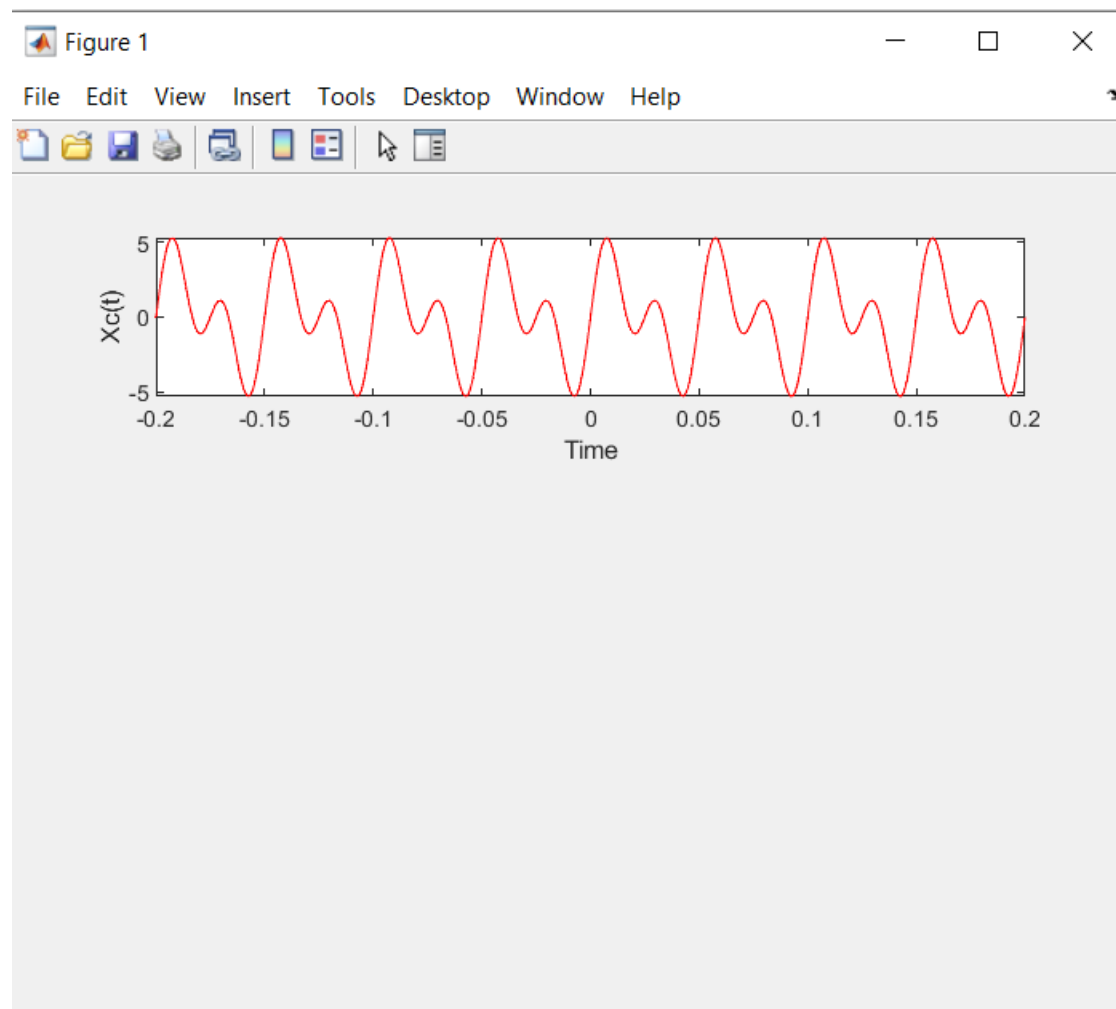 Figure 1
File Edit View Insert Tools Desktop Window Help
Xc(t)
5
0
-5
-0.2 -0.15 -0.1 -0.05 0 0.05 0.1 0.15 0.2
Time